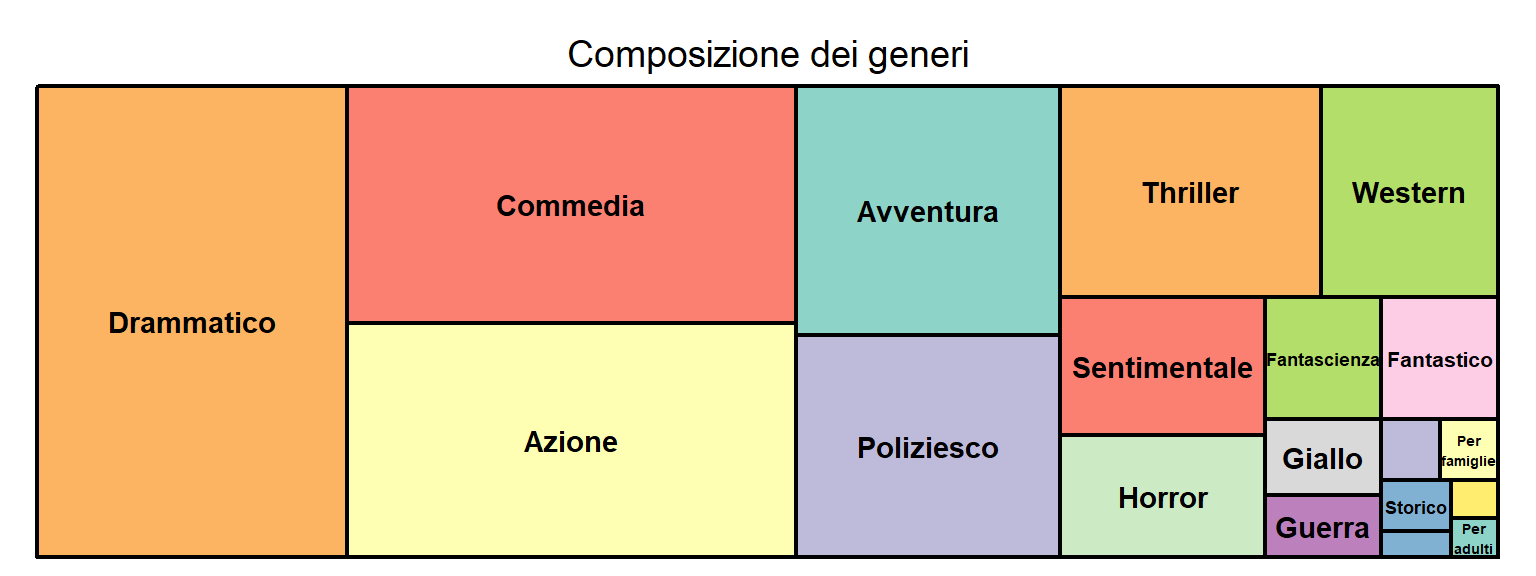 Composizione dei generi
Drammatico
Commedia
Azione
Avventura
Poliziesco
Thriller
Western
Sentimentale
Horror
Fantascienza
Fantastico
Giallo
Guerra
Per
famiglie
Storico
Per
adulti